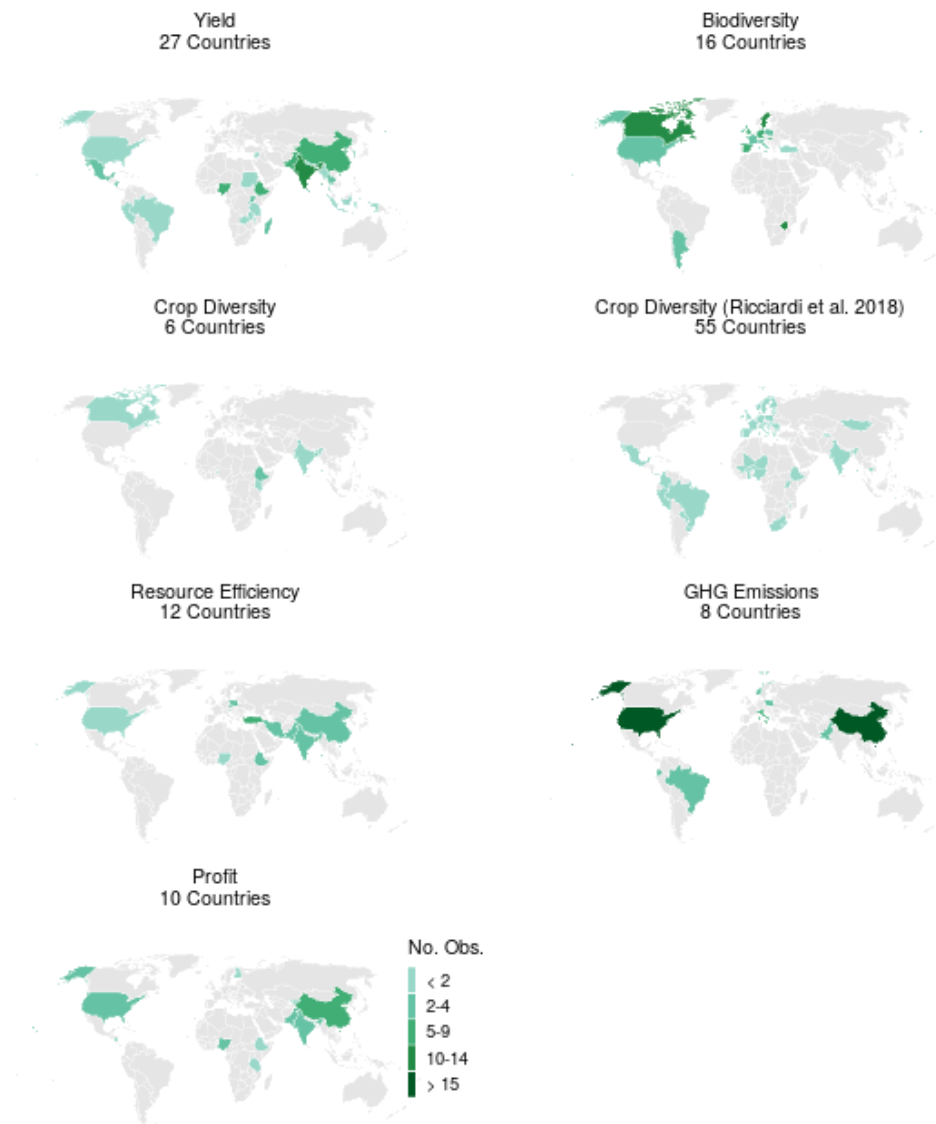 Yield
27 Countries
Biodiversity
16 Countries
Crop Diversity
6 Countries
Crop Diversity (Ricciardi et al. 2018)
55 Countries
Resource Efficiency
12 Countries
GHG Emissions
8 Countries
Profit
10 Countries
No. Obs.
< 2
2-4
5-9
10-14
> 15